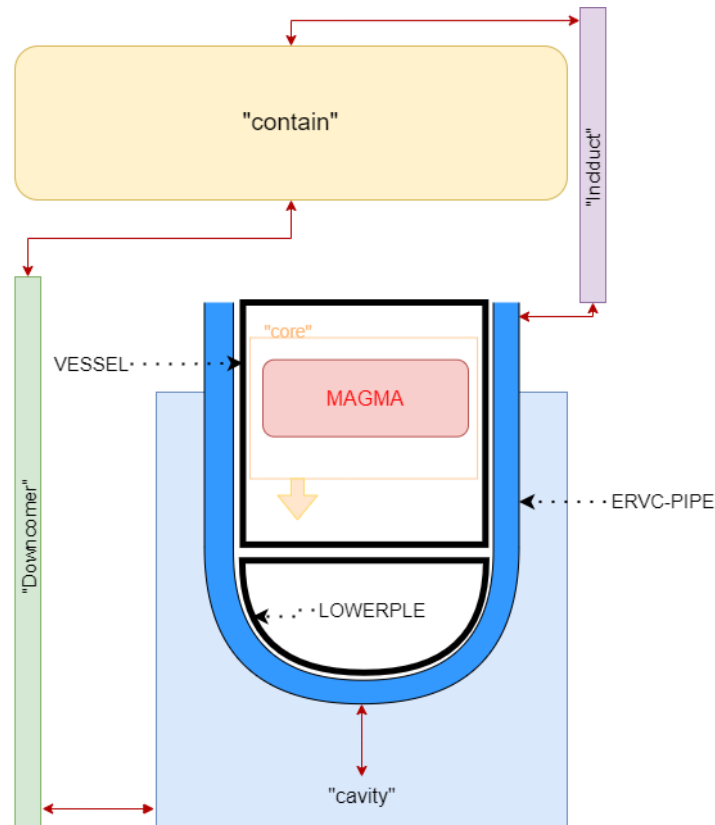 "contain"
"Indduct"
"core"
VESSEL
MAGMA
ERVC-PIPE
"Downcomer"
LOWERPLE
"cavity"